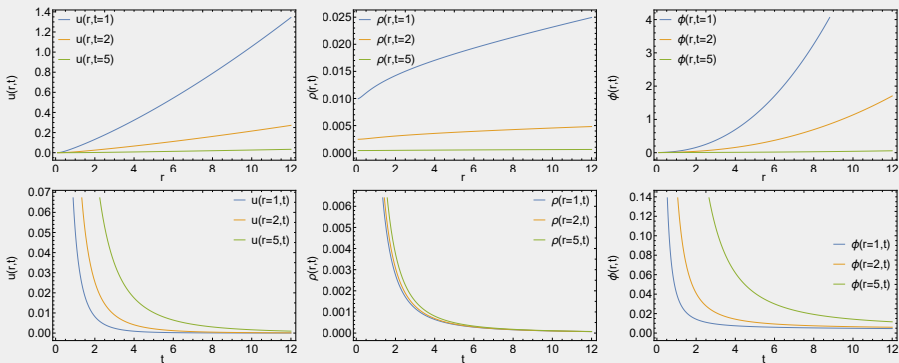 u(r,t=1)
u(r,t=2)
u(r,t=5)
1.4
1.2
1.0
0.8
0.6
0.4
0.2
0.0
u(r,t)
0 2 4 6 8 10 12
r
ρ(r,t=1)
ρ(r,t=2)
ρ(r,t=5)
0.025
0.020
0.015
0.010
0.005
0.000
ρ(r,t)
0 2 4 6 8 10 12
r
ϕ(r,t=1)
ϕ(r,t=2)
ϕ(r,t=5)
4
3
2
1
0
ϕ(r,t)
0 2 4 6 8 10 12
r
u(r=1,t)
u(r=2,t)
u(r=5,t)
0.07
0.06
0.05
0.04
0.03
0.02
0.01
0.00
u(r,t)
0 2 4 6 8 10 12
t
ρ(r=1,t)
ρ(r=2,t)
ρ(r=5,t)
0.006
0.005
0.004
0.003
0.002
0.001
0.000
ρ(r,t)
0 2 4 6 8 10 12
t
ϕ(r=1,t)
ϕ(r=2,t)
ϕ(r=5,t)
0.14
0.12
0.10
0.08
0.06
0.04
0.02
0.00
ϕ(r,t)
0 2 4 6 8 10 12
t